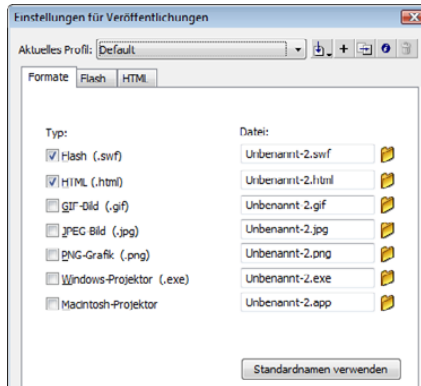 Einstellungen für Veröffentlichungen
Aktuelles Profil: Default
Formate Flash HTML
Typ: Datei:
Flash (.swf) Unbenannt-2.swf
HTML (.html) Unbenannt-2.html
GIF-Bild (.gif) Unbenannt 2.gif
JPEG Bild (.jpg) Unbenannt-2.jpg
PNG-Grafik (.png) Unbenannt-2.png
Windows-Projektor (.exe) Unbenannt-2.exe
Macintosh-Projektor Unbenannt-2.app
Standardnamen verwenden